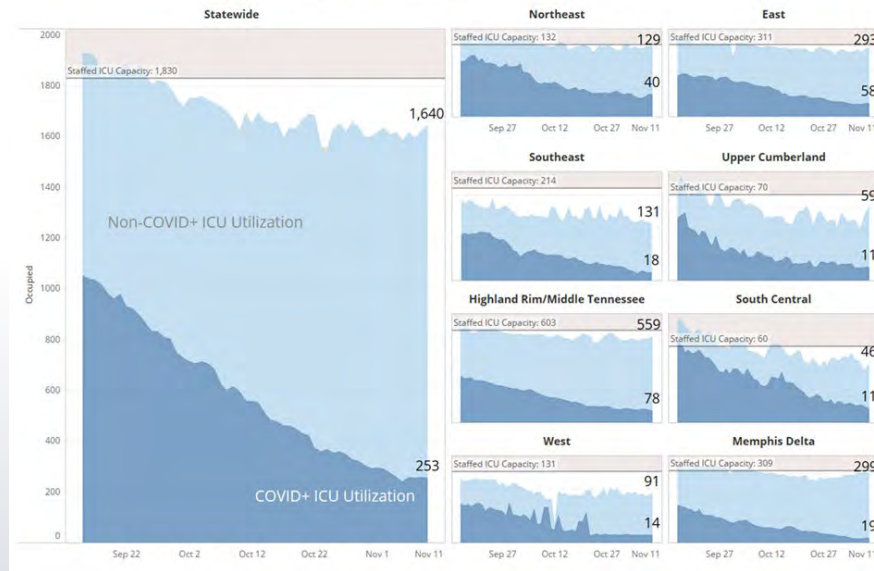 Statewide
2000
Staffed ICU Capacity: 1,830
1800
1,640
1600
1400
Non-COVID+ ICU Utilization
1200
1000
Occupied
800
600
400
253
200
COVID+ ICU Utilization
0
Sep 22 Oct 2 Oct 12 Oct 22 Nov 1 Nov 11
Northeast
Staffed ICU Capacity: 132
129
40
Sep 27 Oct 12 Oct 27 Nov 11
East
Staffed ICU Capacity: 311
293
58
Sep 27 Oct 12 Oct 27 Nov 11
Southeast
Staffed ICU Capacity: 214
131
18
Upper Cumberland
Staffed ICU Capacity: 70
59
11
Highland Rim/Middle Tennessee
Staffed ICU Capacity: 603
559
78
South Central
Staffed ICU Capacity: 60
46
11
West
Staffed ICU Capacity: 131
91
14
Sep 27 Oct 12 Oct 27 Nov 11
Memphis Delta
Staffed ICU Capacity: 309
299
19
Sep 27 Oct 12 Oct 27 Nov 11